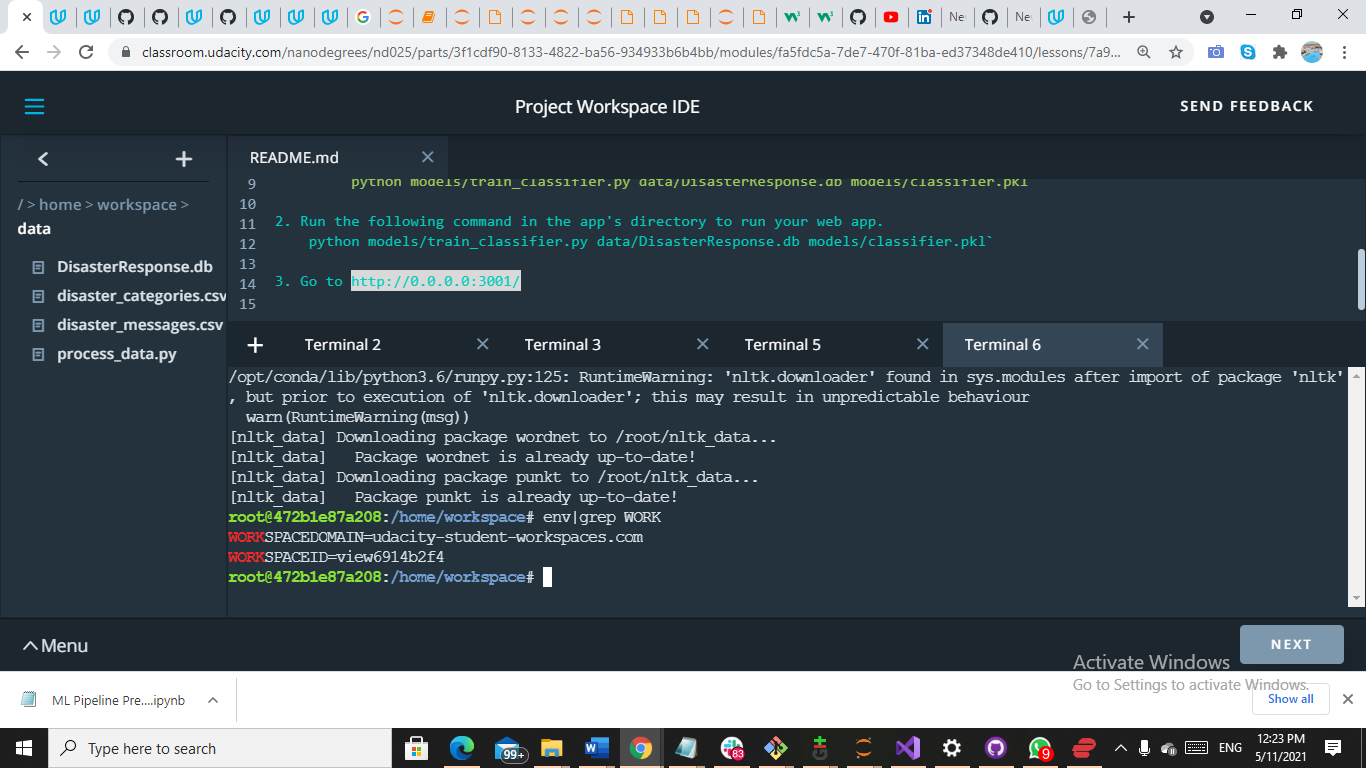 Nev
Nev
classroom.udacity.com/nanodegrees/nd025/parts/3f1cdf90-8133-4822-ba56-934933b6b4bb/modules/fa5fdc5a-7de7-470f-81ba-ed37348de410/lessons/7a9...
Project Workspace IDE
SEND FEEDBACK
README.md
/ > home > workspace >
data
DisasterResponse.db
disaster_categories.csv
disaster_messages.csv
process_data.py
9 python models/train_classifier.py data/DisasterResponse.db models/classifier.pkl
10
11 2. Run the following command in the app's directory to run your web app.
12 python models/train_classifier.py data/DisasterResponse.db models/classifier.pkl`
13
14 3. Go to http://0.0.0.0:3001/
15
Terminal 2
Terminal 3
Terminal 5
Terminal 6
/opt/conda/lib/python3.6/runpy.py:125: RuntimeWarning: 'nltk.downloader' found in sys.modules after import of package 'nltk'
, but prior to execution of 'nltk.downloader'; this may result in unpredictable behaviour
warn(RuntimeWarning(msg))
[nltk_data] Downloading package wordnet to /root/nltk_data...
[nltk_data]   Package wordnet is already up-to-date!
[nltk_data] Downloading package punkt to /root/nltk_data...
[nltk_data]   Package punkt is already up-to-date!
root@472b1e87a208:/home/workspace# env|grep WORK
WORKSPACEDOMAIN=udacity-student-workspaces.com
WORKSPACEID=view6914b2f4
root@472b1e87a208:/home/workspace#
Menu
NEXT
Activate Windows
Go to Settings to activate Windows.
ML Pipeline Pre....ipynb
Show all
Type here to search
99+
83
9
ENG
12:23 PM
5/11/2021